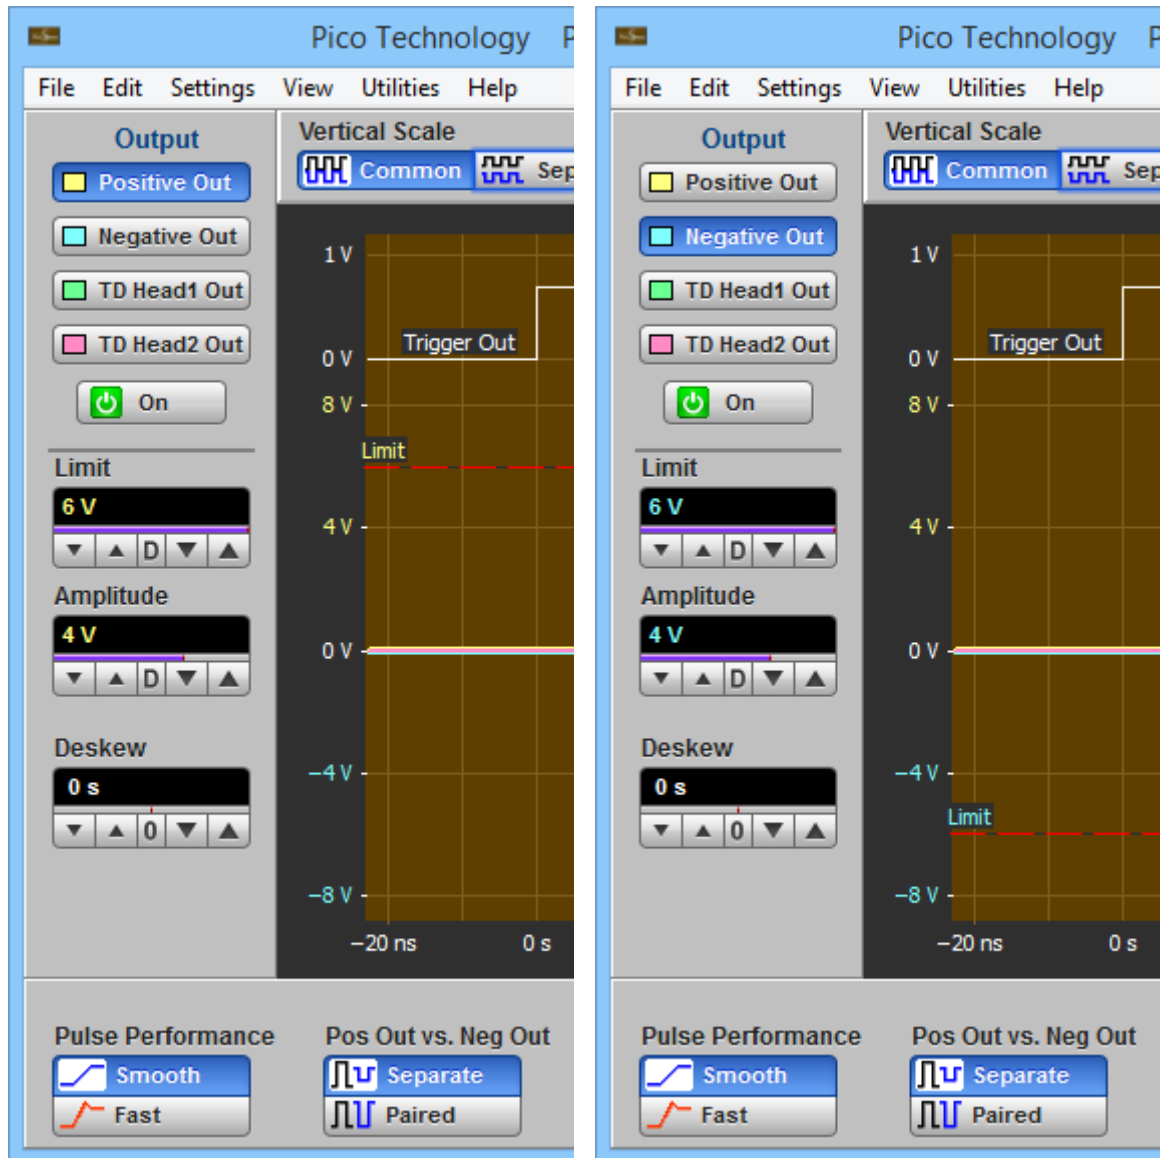 Pico Technology
File Edit Settings View Utilities Help
Output
Positive Out
Negative Out
TD Head1 Out
TD Head2 Out
On
Limit
6 V
D
Amplitude
4 V
D
Deskew
0 s
0
Vertical Scale
Common
1 V
Trigger Out
0 V
8 V
Limit
4 V
0 V
−4 V
−8 V
−20 ns 0 s
Pulse Performance
Smooth
Fast
Pos Out vs. Neg Out
Separate
Paired
Pico Technology
File Edit Settings View Utilities Help
Output
Positive Out
Negative Out
TD Head1 Out
TD Head2 Out
On
Limit
6 V
D
Amplitude
4 V
D
Deskew
0 s
0
Vertical Scale
Common
1 V
Trigger Out
0 V
8 V
4 V
0 V
−4 V
Limit
−8 V
−20 ns 0 s
Pulse Performance
Smooth
Fast
Pos Out vs. Neg Out
Separate
Paired